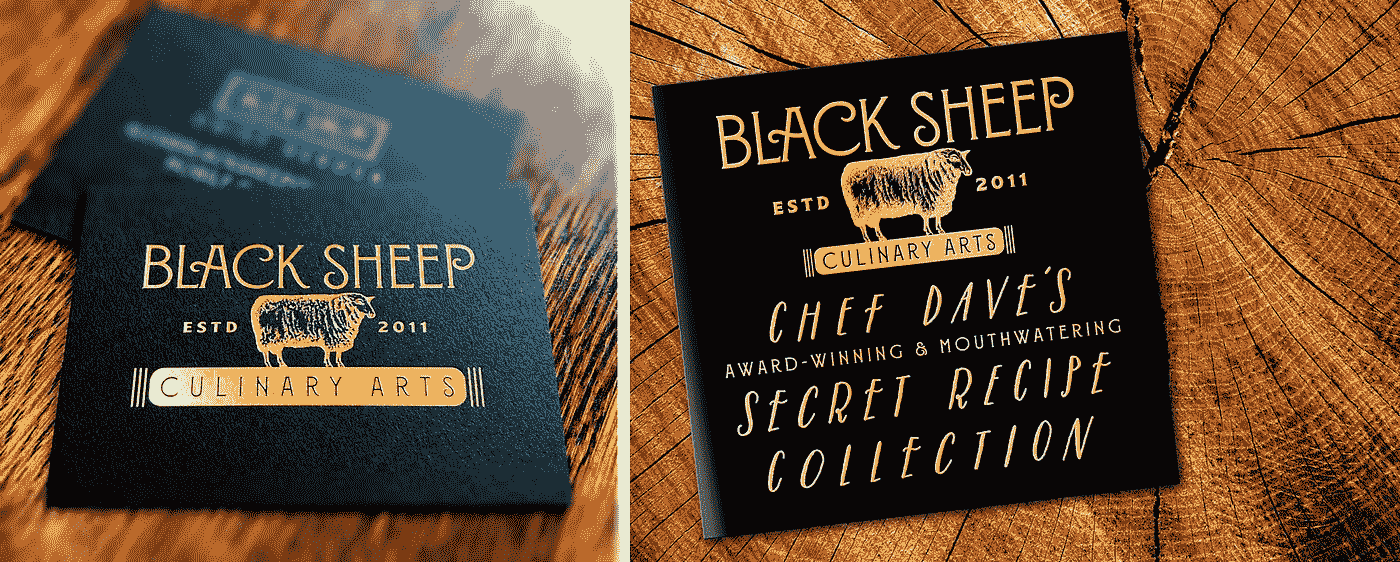 BLACK SHEEP
ESTD 2011
CULINARY ARTS
BLACK SHEEP
ESTD 2011
CULINARY ARTS
CHEF DAVE'S
AWARD-WINNING & MOUTHWATERING
SECRET RECIPE
COLLECTION